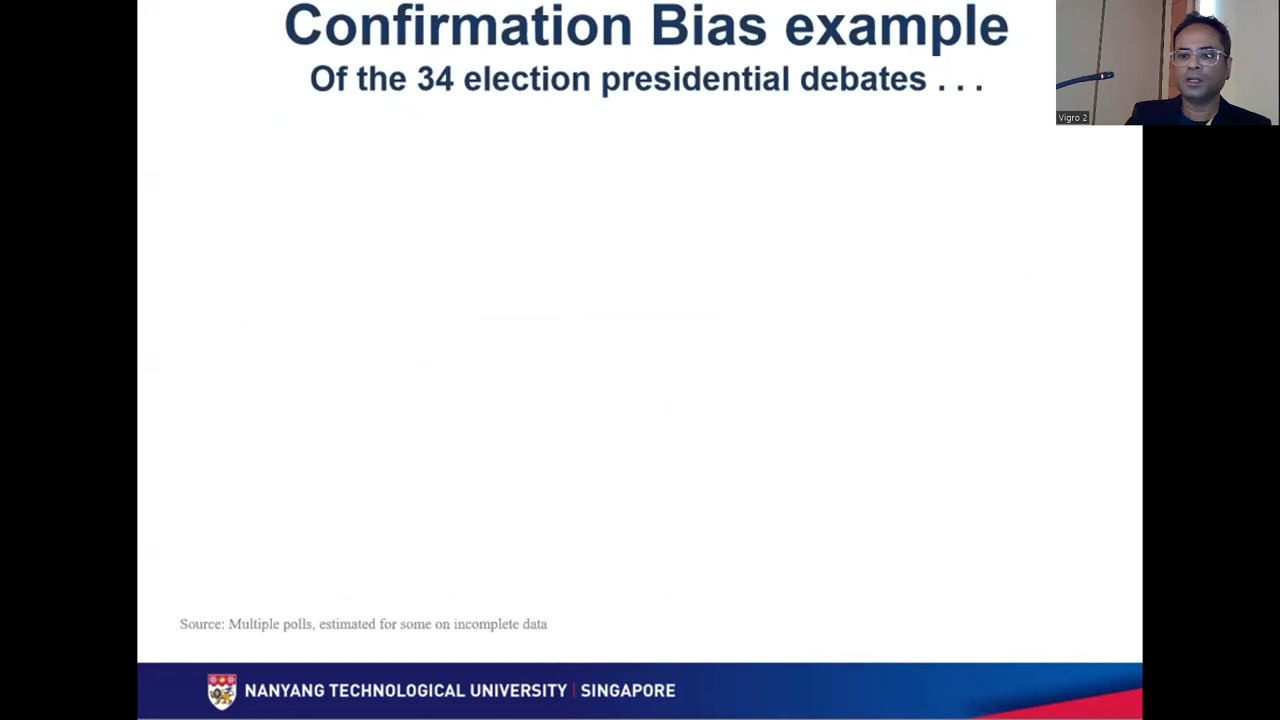 Confirmation Bias example
Of the 34 election presidential debates . . .
Vigro 2
Source: Multiple polls, estimated for some on incomplete data
NANYANG TECHNOLOGICAL UNIVERSITY | SINGAPORE